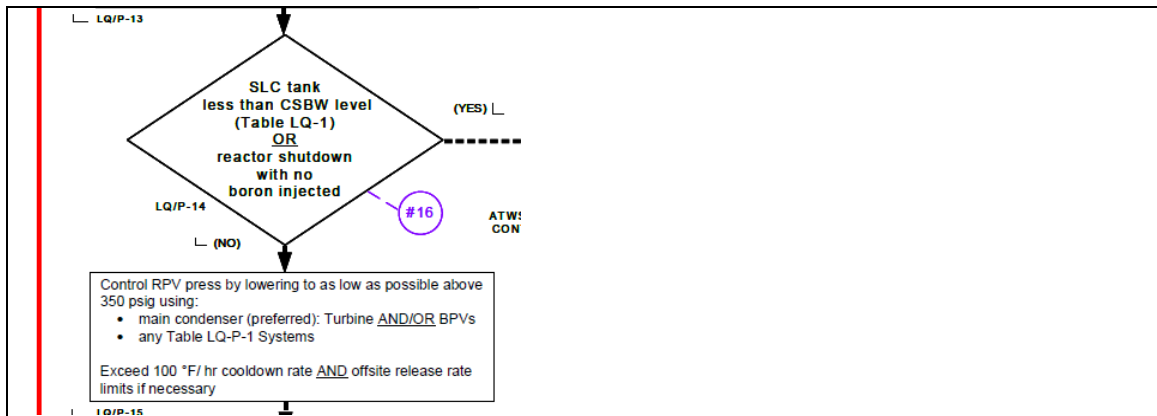 LQ/P-13
SLC tank
less than CSBW level
(Table LQ-1)
OR
reactor shutdown
with no
boron injected
(YES)
LQ/P-14
#16
(NO)
Control RPV press by lowering to as low as possible above
350 psig using:
• main condenser (preferred): Turbine AND/OR BPVs
• any Table LQ-P-1 Systems
Exceed 100 °F/ hr cooldown rate AND offsite release rate
limits if necessary
LQ/P-15